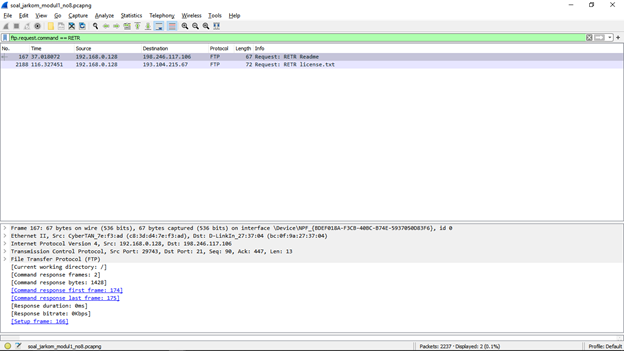 soal_jarkom_modul1_no8.pcapng
File Edit View Go Capture Analyze Statistics Telephony Wireless Tools Help
ftp.request.command == RETR
No. Time Source Destination Protocol Length Info
167 37.018072 192.168.0.128 198.246.117.106 FTP 67 Request: RETR Readme
2188 116.327451 192.168.0.128 193.104.215.67 FTP 72 Request: RETR license.txt
Frame 167: 67 bytes on wire (536 bits), 67 bytes captured (536 bits) on interface \Device\NPF_{BDEF018A-F3CB-40BC-B74E-5937050D83F6}, id 0
Ethernet II, Src: CyberTAN_7e:f3:ad (c8:3d:d4:7e:f3:ad), Dst: D-LinkIn_27:37:04 (bc:0f:9a:27:37:04)
Internet Protocol Version 4, Src: 192.168.0.128, Dst: 198.246.117.106
Transmission Control Protocol, Src Port: 29743, Dst Port: 21, Seq: 90, Ack: 447, Len: 13
File Transfer Protocol (FTP)
[Current working directory: /]
[Command response frames: 2]
[Command response bytes: 1428]
[Command response first frame: 174]
[Command response last frame: 175]
[Response duration: 0ms]
[Response bitrate: 0Kbps]
[Setup frame: 166]
soal_jarkom_modul1_no8.pcapng
Packets: 2237 · Displayed: 2 (0.1%)
Profile: Default